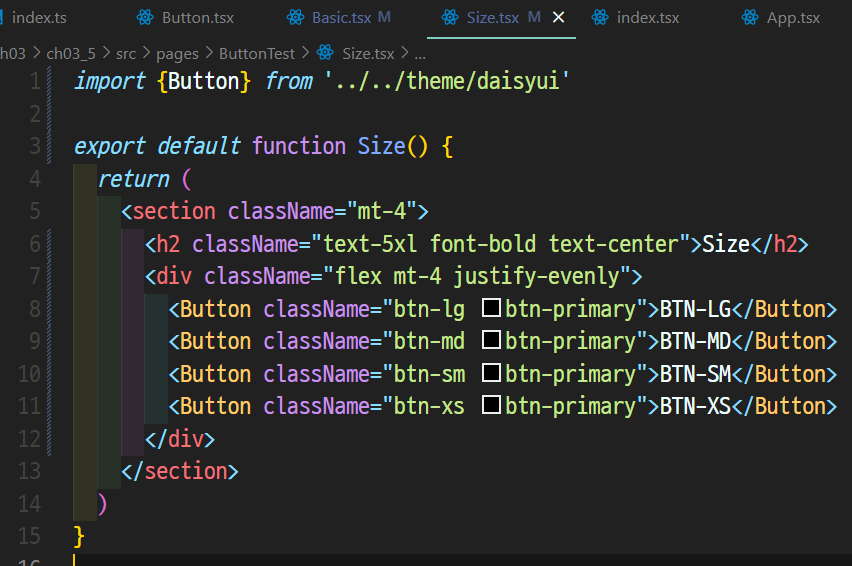 index.ts Button.tsx Basic.tsx M Size.tsx M × index.tsx App.tsx
h03 > ch03_5 > src > pages > ButtonTest > Size.tsx > ...
1 import {Button} from '../../theme/daisyui'
2
3 export default function Size() {
4 return (
5 <section className="mt-4">
6 <h2 className="text-5xl font-bold text-center">Size</h2>
7 <div className="flex mt-4 justify-evenly">
8 <Button className="btn-lg btn-primary">BTN-LG</Button>
9 <Button className="btn-md btn-primary">BTN-MD</Button>
10 <Button className="btn-sm btn-primary">BTN-SM</Button>
11 <Button className="btn-xs btn-primary">BTN-XS</Button>
12 </div>
13 </section>
14 )
15 }
16